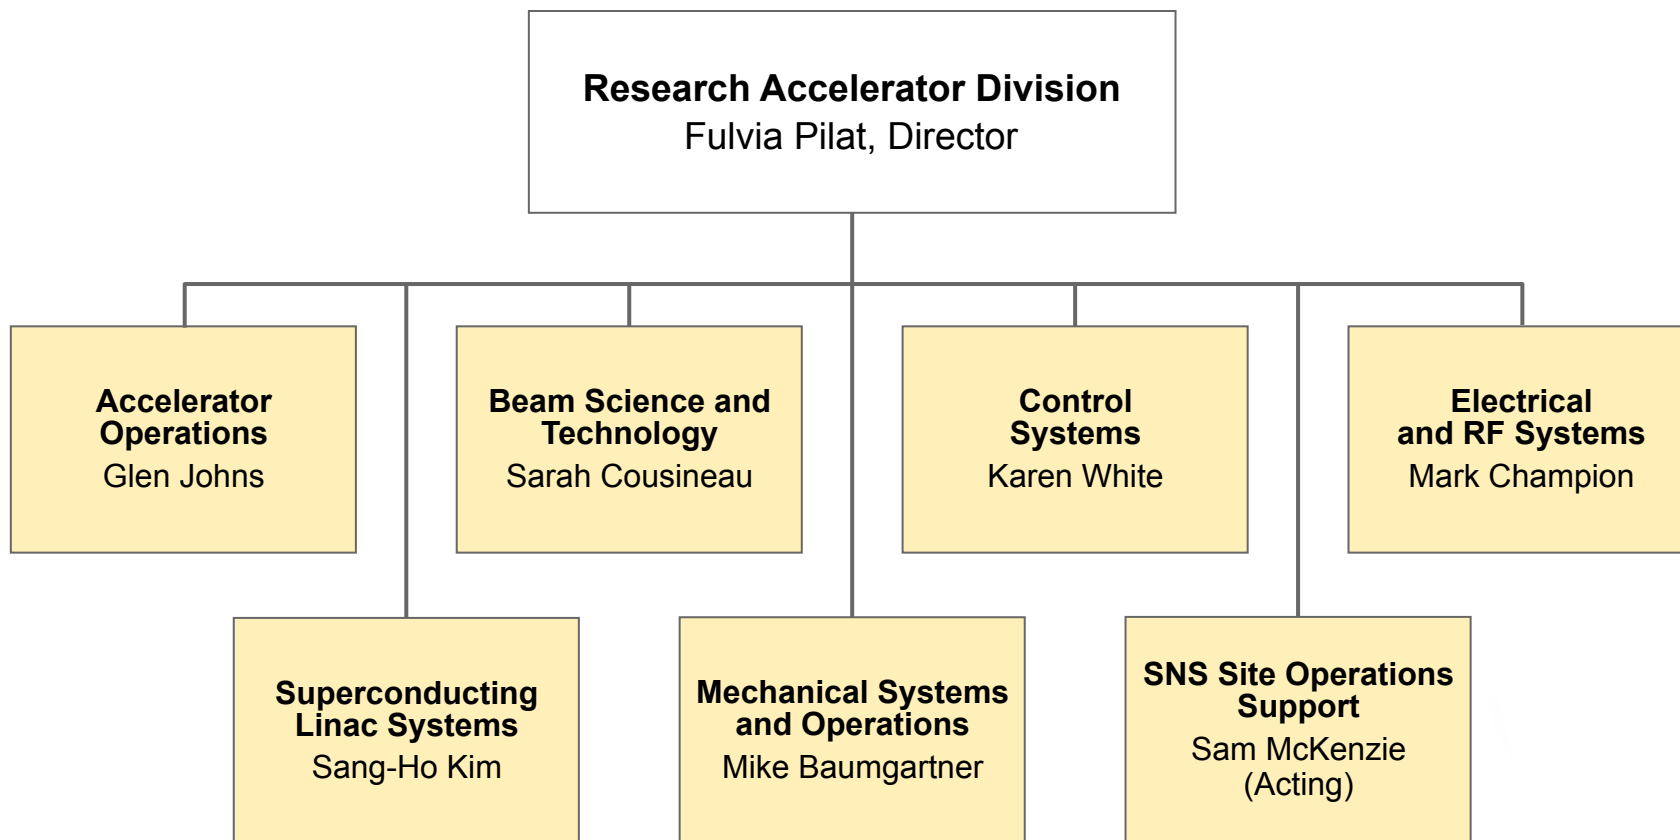 Research Accelerator Division
Fulvia Pilat, Director
Accelerator
Operations
Glen Johns
Beam Science and
Technology
Sarah Cousineau
Control
Systems
Karen White
Electrical
and RF Systems
Mark Champion
Superconducting
Linac Systems
Sang-Ho Kim
Mechanical Systems
and Operations
Mike Baumgartner
SNS Site Operations
Support
Sam McKenzie
(Acting)